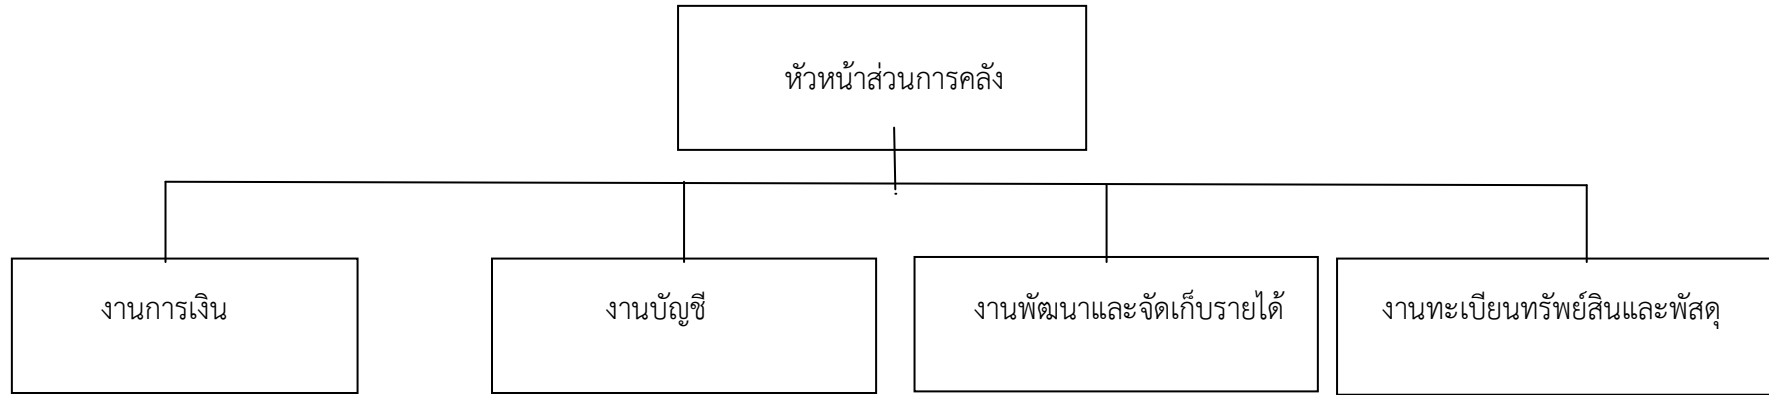 หัวหน้าส่วนการคลัง
งานการเงิน
งานบัญชี
งานพัฒนาและจัดเก็บรายได้
งานทะเบียนทรัพย์สินและพัสดุ